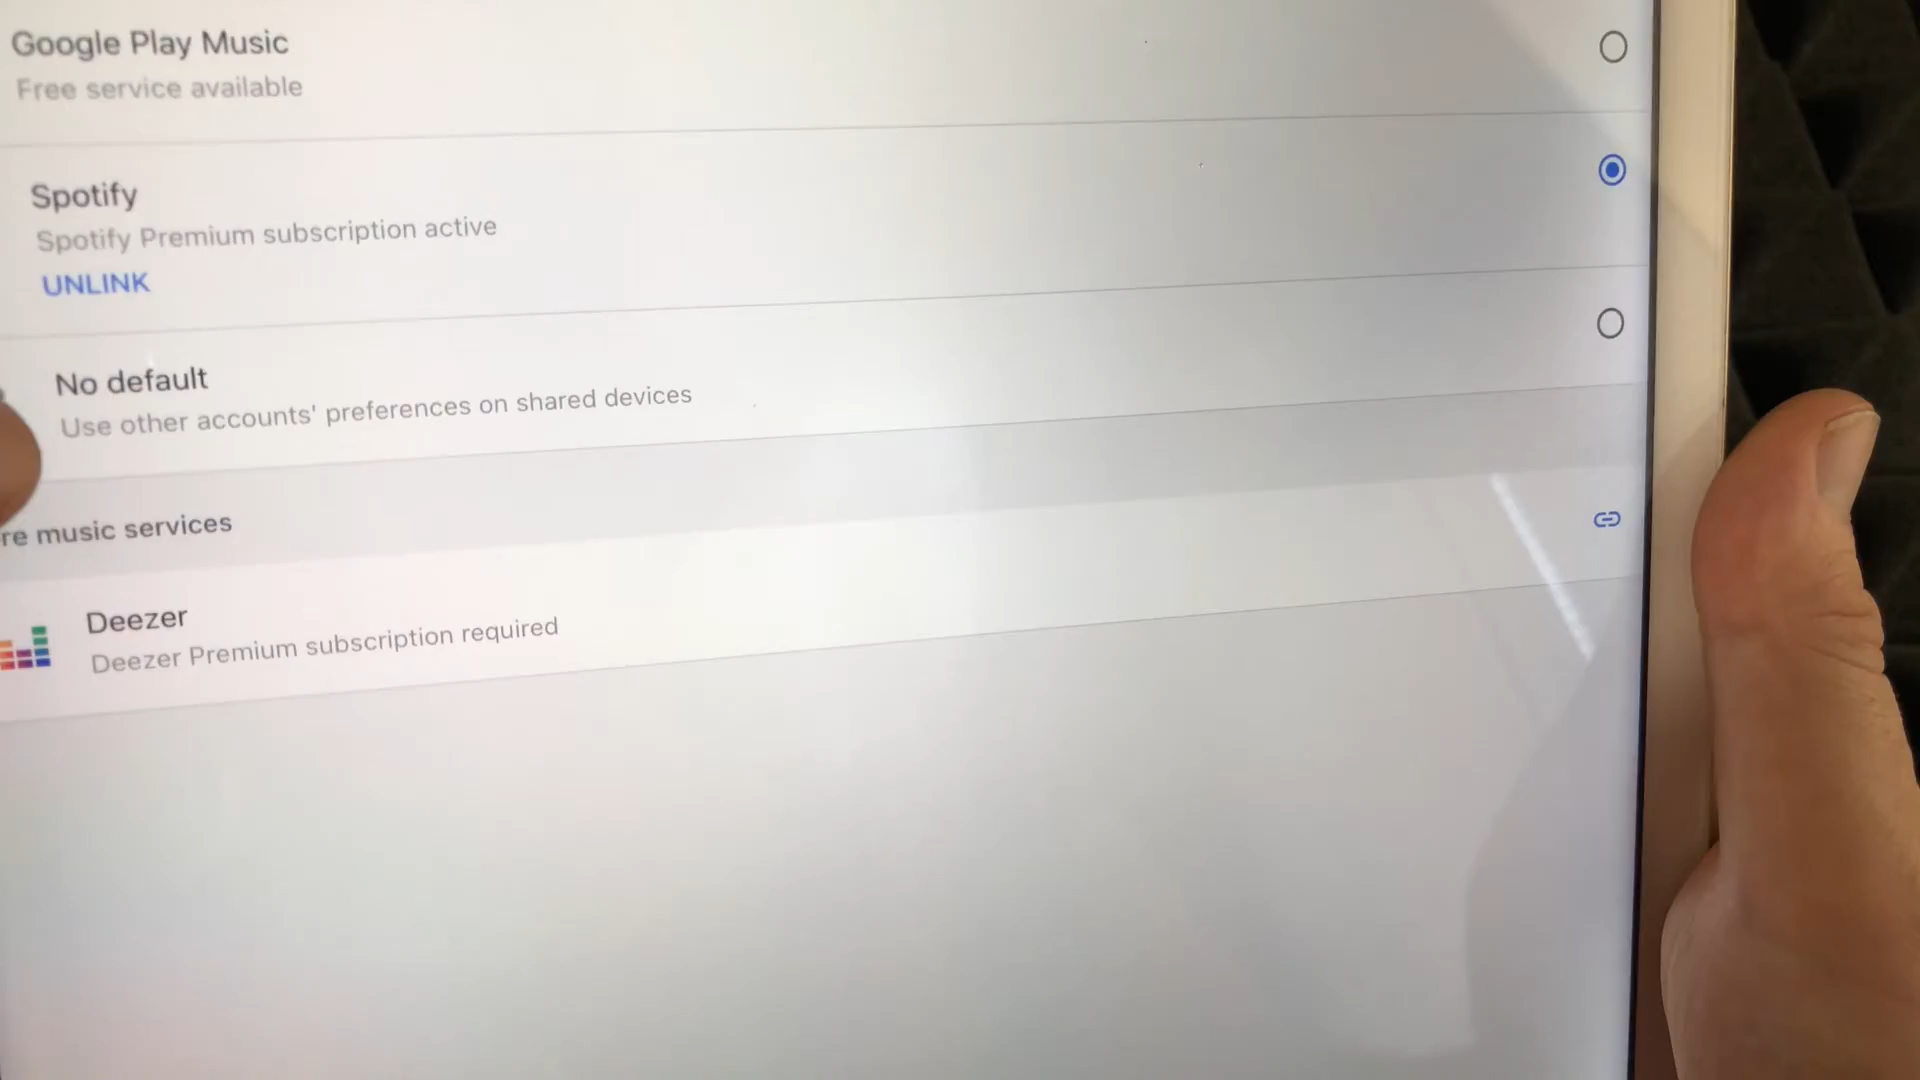 Google Play Music
Free service available
Spotify
Spotify Premium subscription active
UNLINK
No default
Use other accounts' preferences on shared devices
music services
Deezer
Deezer Premium subscription required